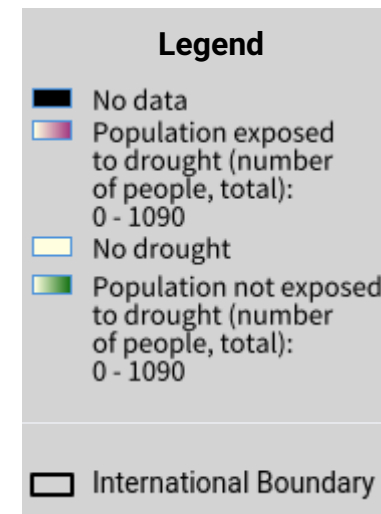 Legend
No data
Population exposed
to drought (number
of people, total):
0 - 1090
No drought
Population not exposed
to drought (number
of people, total):
0 - 1090
International Boundary